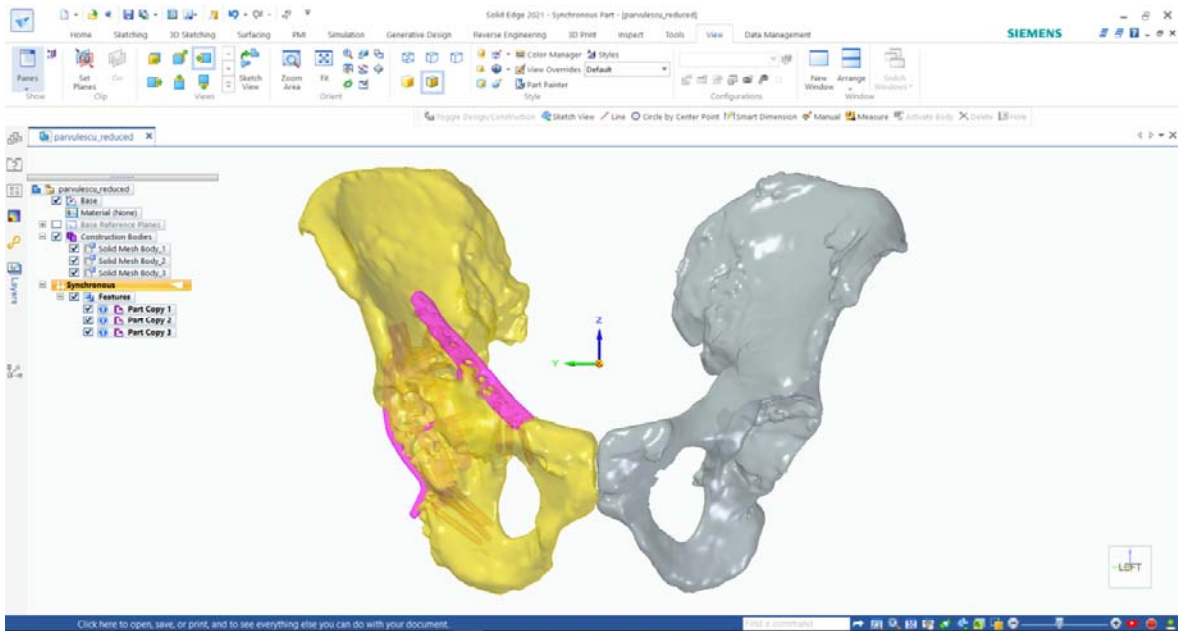 Solid Edge 2021 - Synchronous Part - [parvulescu_reduced]
Home Sketching 3D Sketching Surfacing PMI Simulation Generative Design Reverse Engineering 3D Print Inspect Tools View Data Management SIEMENS
Panes Set Planes On Sketch View Zoom Area Fit Color Manager Styles New Window Arrange Switch Windows
View Overrides Default
Part Painter
Show Clip Views Orient Style Configurations Window
Toggle Design/Construction Sketch View Line Circle by Center Point Smart Dimension Manual Measure Activate Body Delete Hole
parvulescu_reduced
parvulescu_reduced
Base
Material (None)
Base Reference Planes
Construction Bodies
Solid Mesh Body_1
Solid Mesh Body_2
Solid Mesh Body_3
Synchronous
Features
Part Copy 1
Part Copy 2
Part Copy 3
Layers
Z
Y
LEFT
Click here to open, save, or print, and to see everything else you can do with your document. Find a command